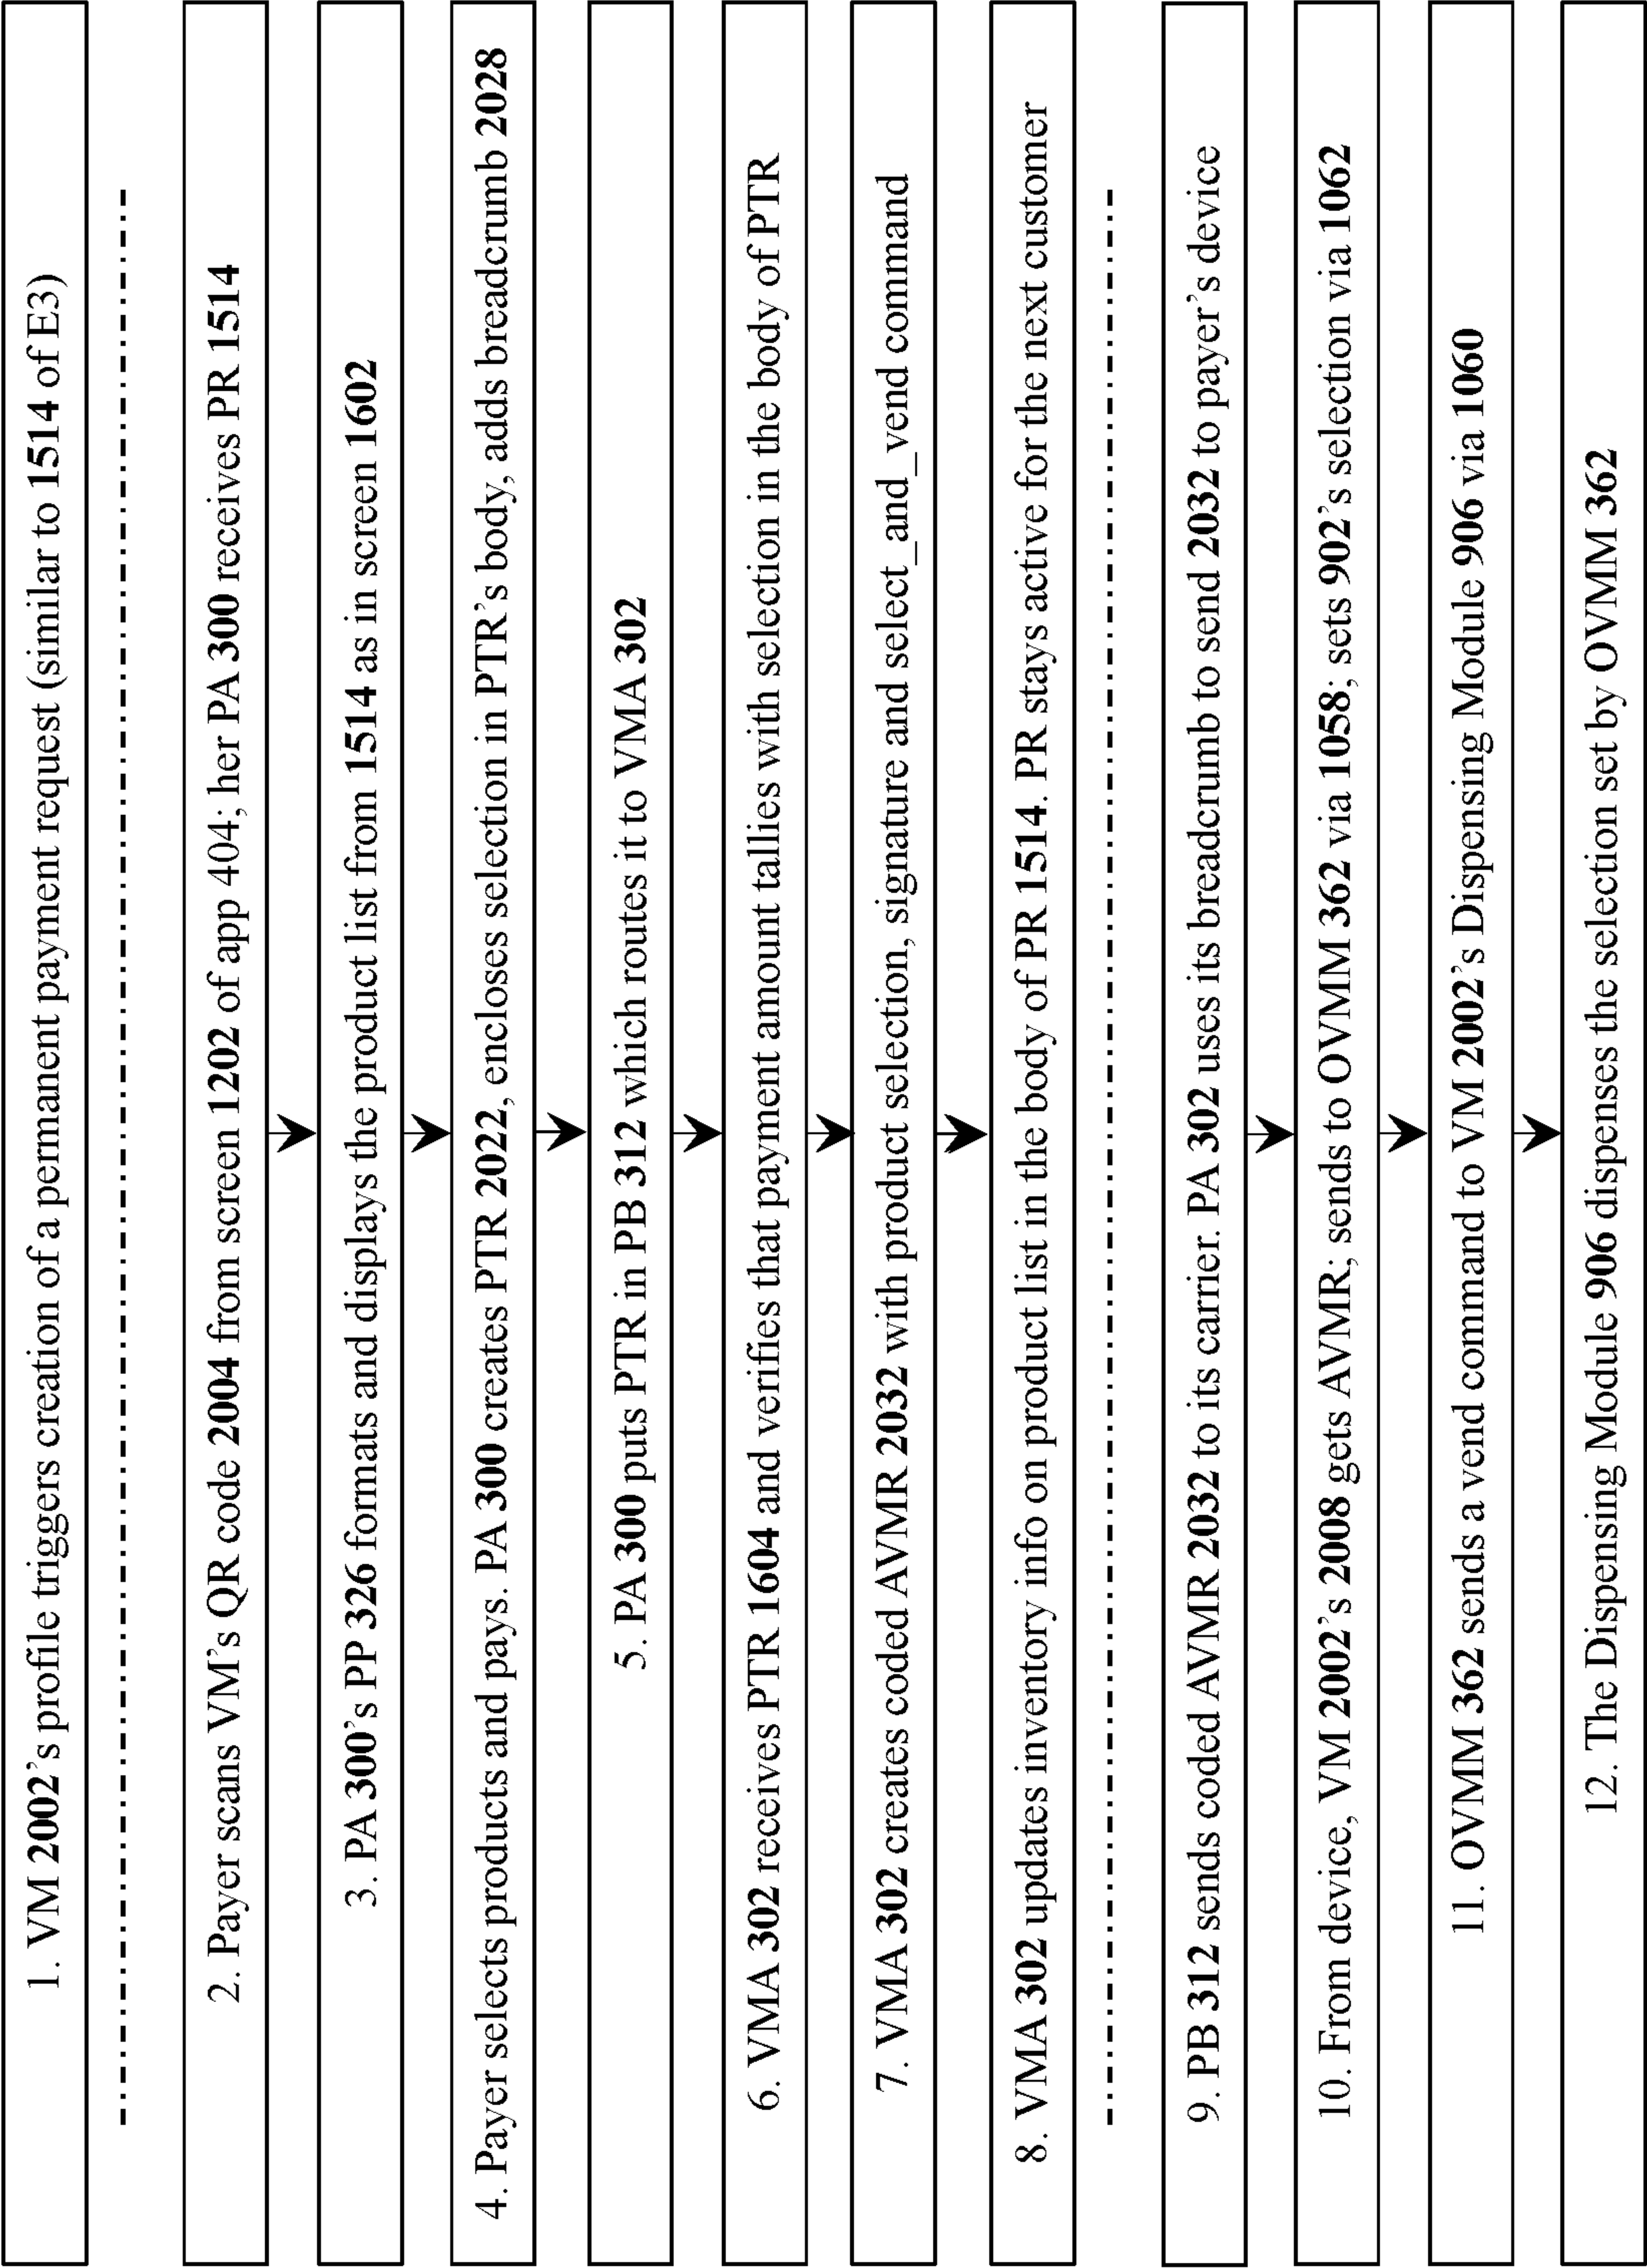 1. VM 2002's profile triggers creation of a permanent payment request (similar to 1514 of E3)
2. Payer scans VM's QR code 2004 from screen 1202 of app 404; her PA 300 receives PR 1514
3. PA 300's PP 326 formats and displays the product list from 1514 as in screen 1602
4. Payer selects products and pays. PA 300 creates PTR 2022, encloses selection in PTR's body, adds breadcrumb 2028
5. PA 300 puts PTR in PB 312 which routes it to VMA 302
6. VMA 302 receives PTR 1604 and verifies that payment amount tallies with selection in the body of PTR
7. VMA 302 creates coded AVMR 2032 with product selection, signature and select_and_vend command
8. VMA 302 updates inventory info on product list in the body of PR 1514. PR stays active for the next customer
9. PB 312 sends coded AVMR 2032 to its carrier. PA 302 uses its breadcrumb to send 2032 to payer's device
10. From device, VM 2002's 2008 gets AVMR; sends to OVMM 362 via 1058; sets 902's selection via 1062
11. OVMM 362 sends a vend command to VM 2002's Dispensing Module 906 via 1060
12. The Dispensing Module 906 dispenses the selection set by OVMM 362